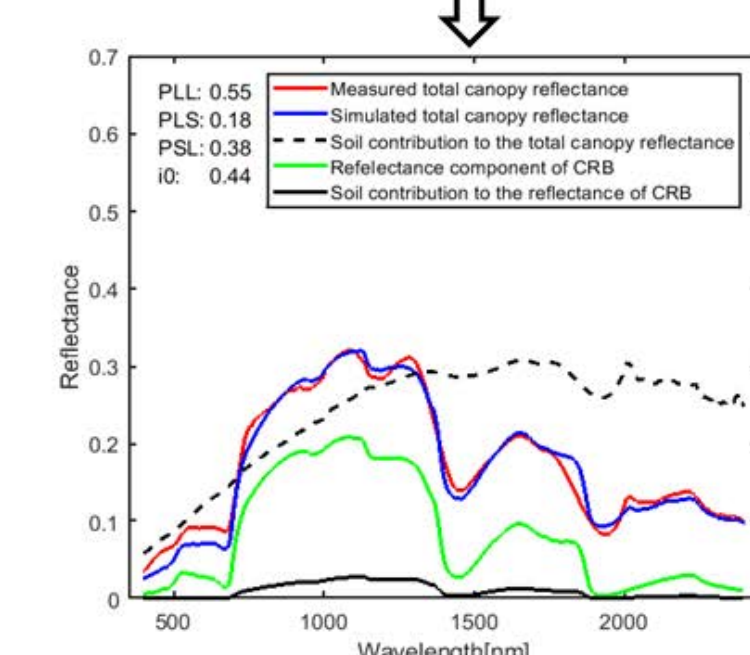 0.7
PLL: 0.55
PLS: 0.18
PSL: 0.38
i0: 0.44
Measured total canopy reflectance
Simulated total canopy reflectance
Soil contribution to the total canopy reflectance
Refelectance component of CRB
Soil contribution to the reflectance of CRB
0.6
0.5
0.4
0.3
0.2
0.1
0
Reflectance
500 1000 1500 2000
Wavelength[nm]